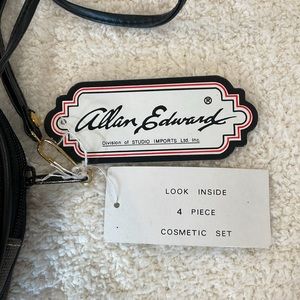 Allan Edward ®
Division of STUDIO IMPORTS Ltd. Inc.
LOOK INSIDE
4 PIECE
COSMETIC SET